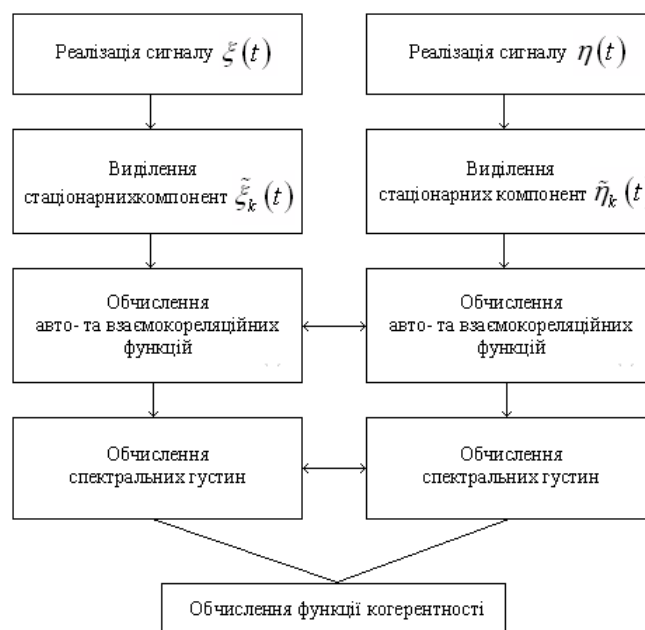 Реалізація сигналу ξ(t)
Реалізація сигналу η(t)
Виділення
стаціонарнихкомпонент ξ̃ₖ(t)
Виділення
стаціонарних компонент η̃ₖ(t
Обчислення
авто- та взаємокореляційних
функцій
Обчислення
авто- та взаємокореляційних
функцій
Обчислення
спектральних густин
Обчислення
спектральних густин
Обчислення функції когерентності